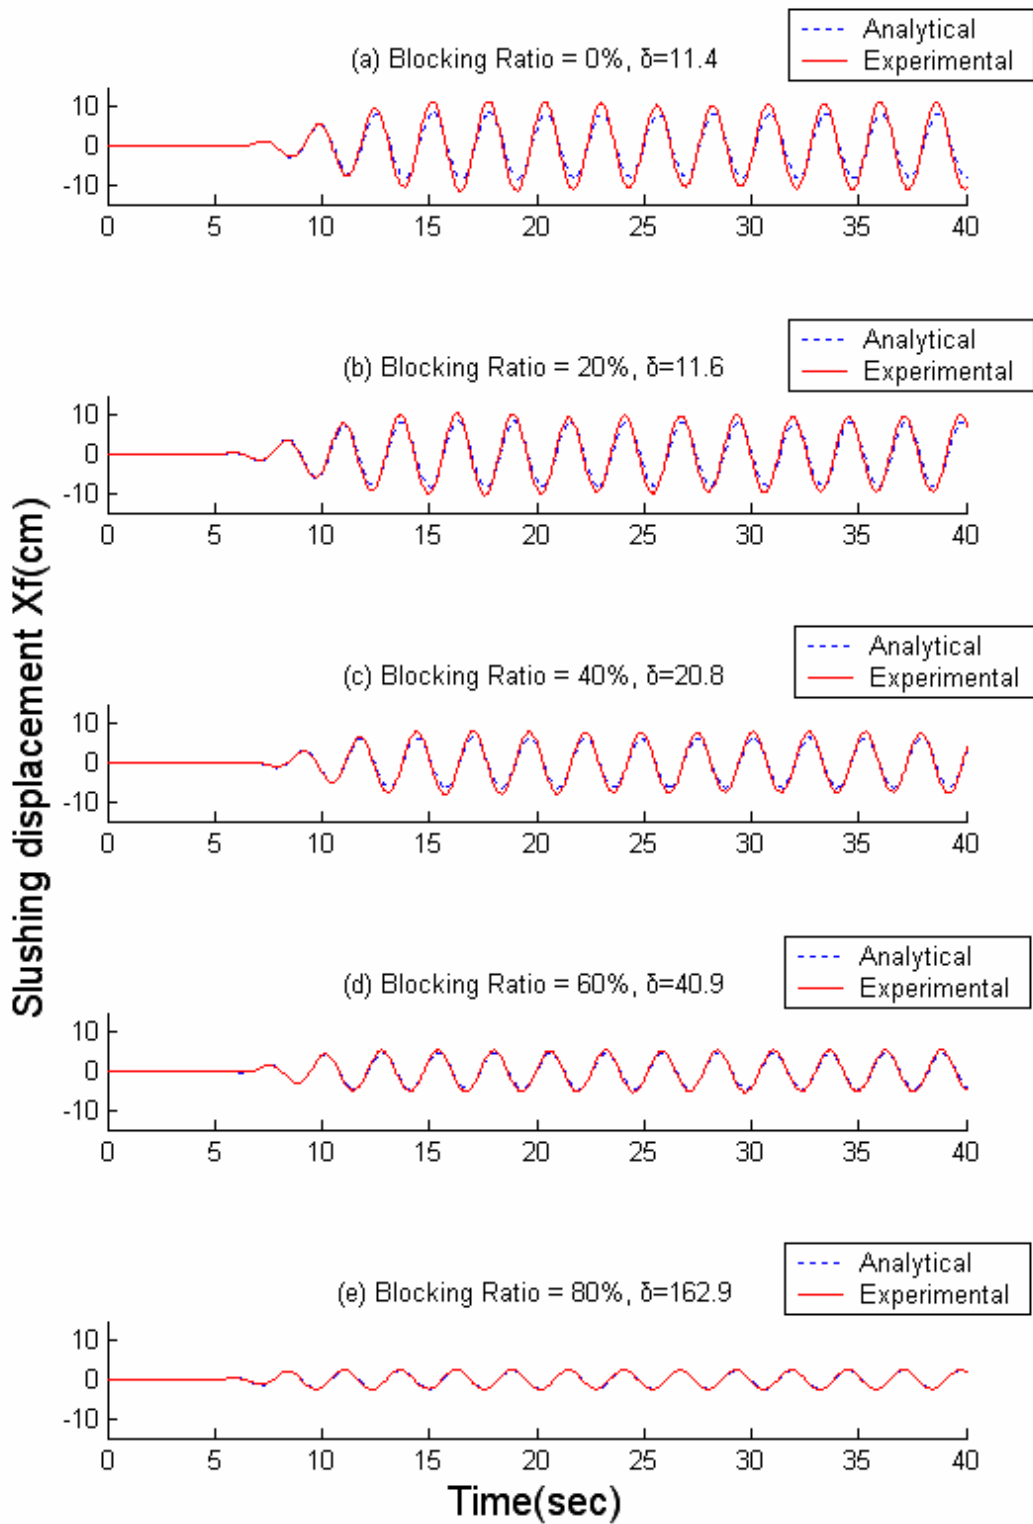 Analytical
(a) Blocking Ratio = 0%, δ=11.4
Experimental
10
0
-10
0 5 10 15 20 25 30 35 40
Analytical
(b) Blocking Ratio = 20%, δ=11.6
Experimental
10
0
-10
0 5 10 15 20 25 30 35 40
Slushing displacement Xf(cm)
Analytical
(c) Blocking Ratio = 40%, δ=20.8
Experimental
10
0
-10
0 5 10 15 20 25 30 35 40
Analytical
(d) Blocking Ratio = 60%, δ=40.9
Experimental
10
0
-10
0 5 10 15 20 25 30 35 40
Analytical
(e) Blocking Ratio = 80%, δ=162.9
Experimental
10
0
-10
0 5 10 15 20 25 30 35 40
Time(sec)